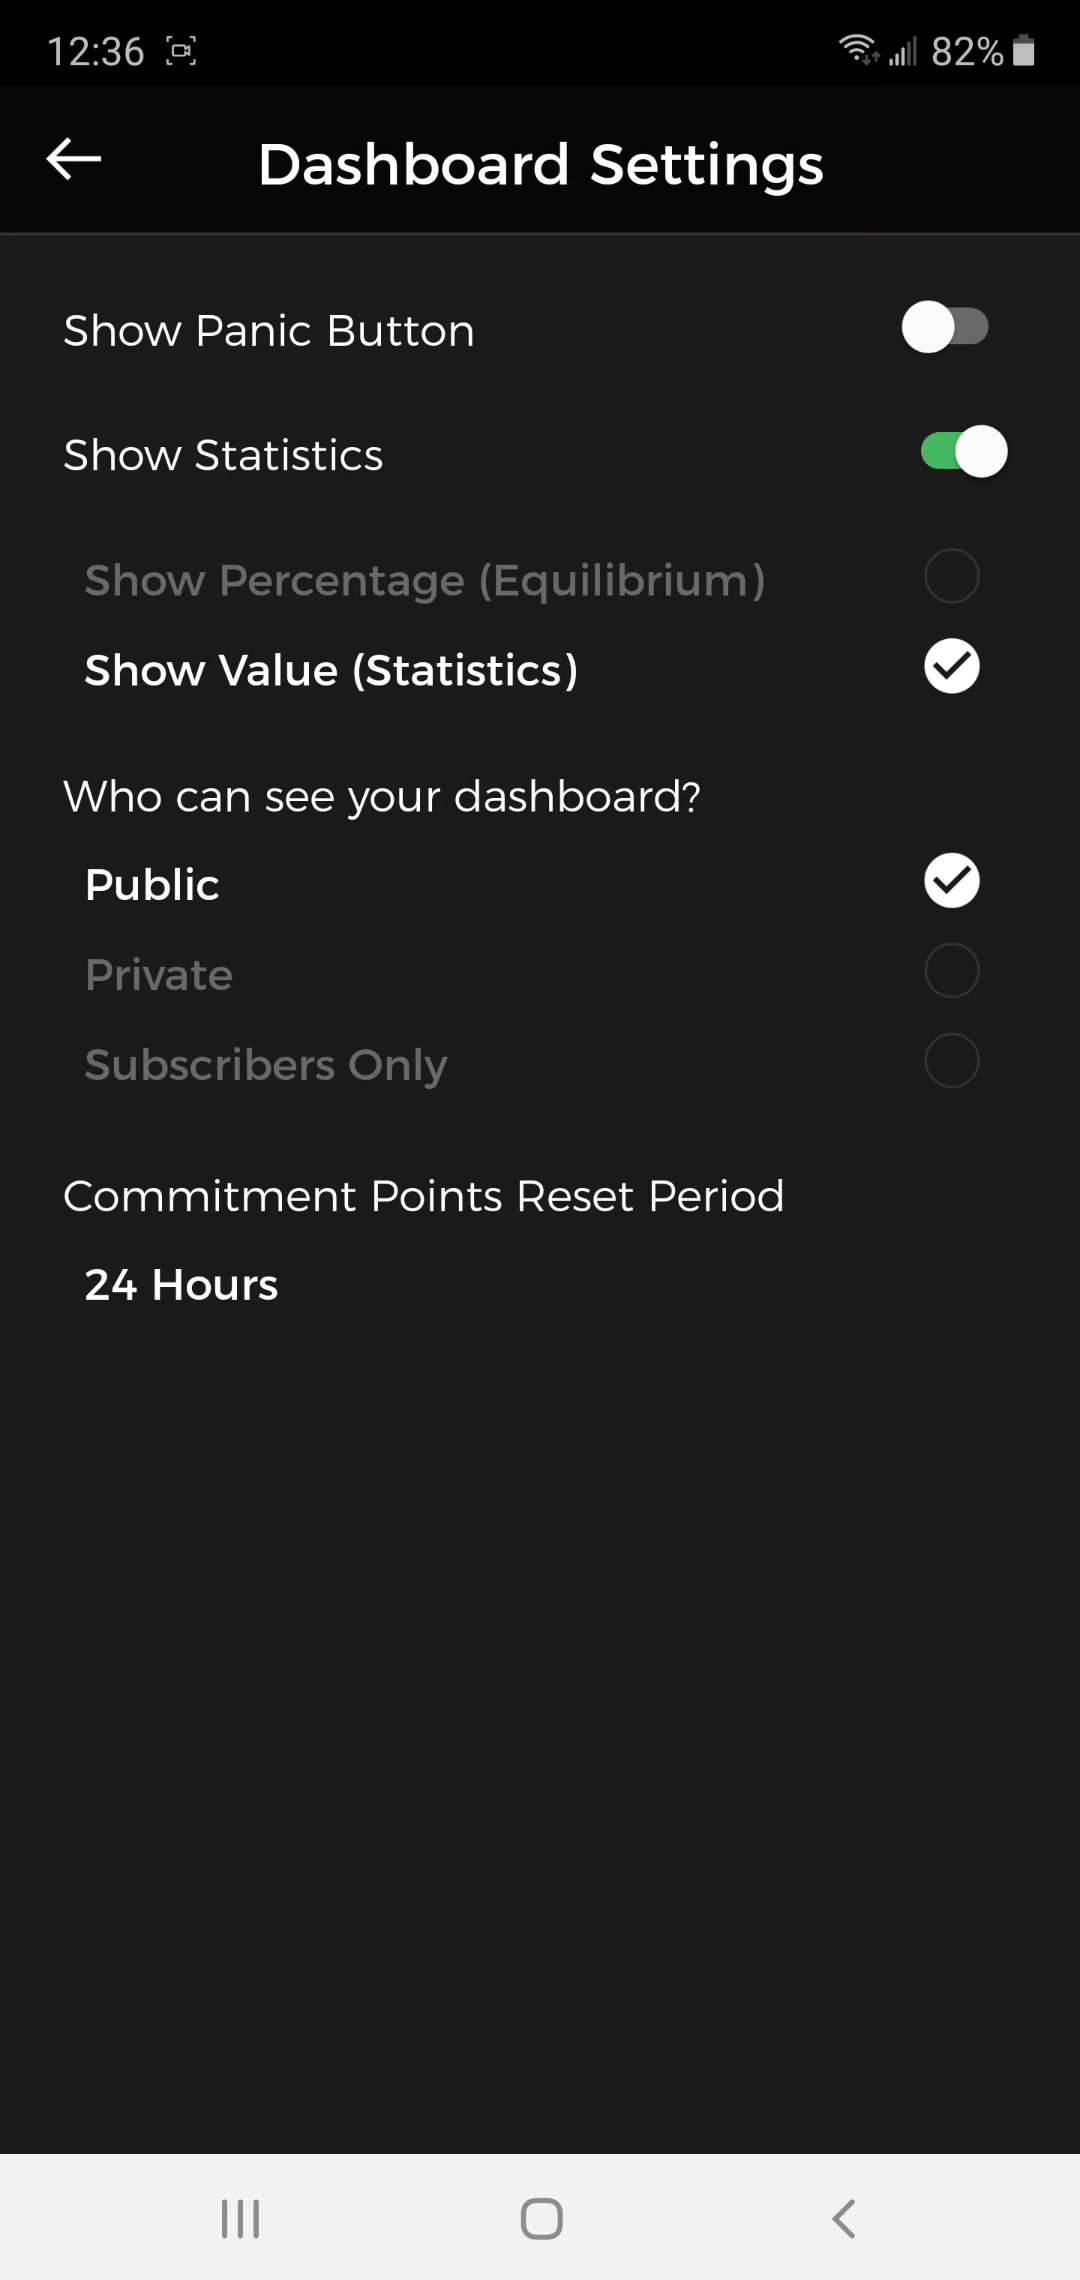 12:36
82%
Dashboard Settings
Show Panic Button
Show Statistics
Show Percentage (Equilibrium)
Show Value (Statistics)
Who can see your dashboard?
Public
Private
Subscribers Only
Commitment Points Reset Period
24 Hours